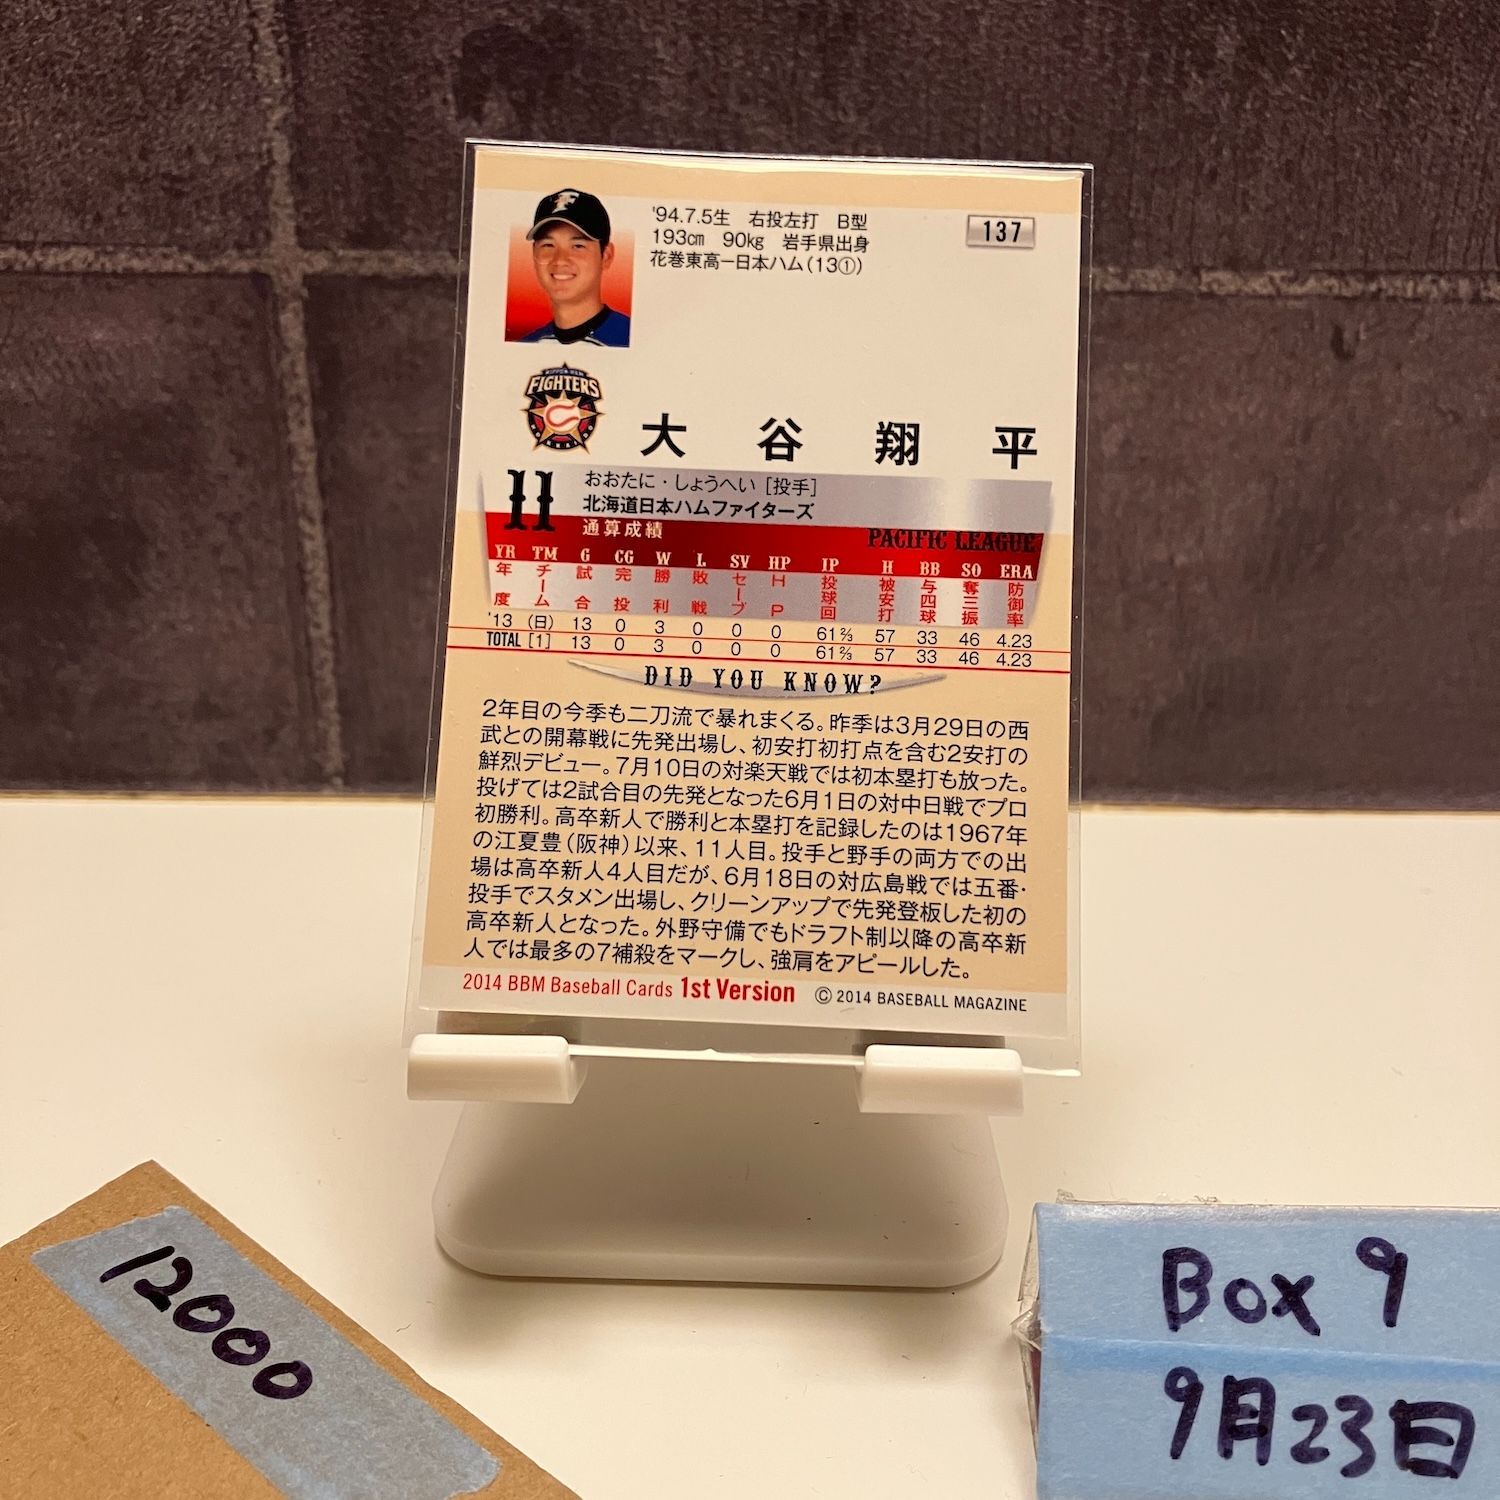 '94.7.5生 右投左打 B型
193cm 90kg 岩手県出身
花巻東高ー日本ハム(13①)
137
FIGHTERS
大谷翔平
11
おおたに・しょうへい [投手]
北海道日本ハムファイターズ
通算成績
PACIFIC LEAGUE
YR TM G CG W L SV HP IP H BB SO ERA
年度 チーム 試合 完投 勝利 敗戦 セーブ HP 投球回 被安打 与四球 奪三振 防御率
'13 (日) 13 0 3 0 0 0 61 2/3 57 33 46 4.23
TOTAL [1] 13 0 3 0 0 0 61 2/3 57 33 46 4.23
DID YOU KNOW?
2年目の今季も二刀流で暴れまくる。昨季は3月29日の西
武との開幕戦に先発出場し、初安打初打点を含む2安打の
鮮烈デビュー。7月10日の対楽天戦では初本塁打も放った。
投げては2試合目の先発となった6月1日の対中日戦でプロ
初勝利。高卒新人で勝利と本塁打を記録したのは1967年
の江夏豊(阪神)以来、11人目。投手と野手の両方での出
場は高卒新人4人目だが、6月18日の対広島戦では五番・
投手でスタメン出場し、クリーンアップで先発登板した初の
高卒新人となった。外野守備でもドラフト制以降の高卒新
人では最多の7補殺をマークし、強肩をアピールした。
2014 BBM Baseball Cards 1st Version © 2014 BASEBALL MAGAZINE
12000
Box 9
9月23日